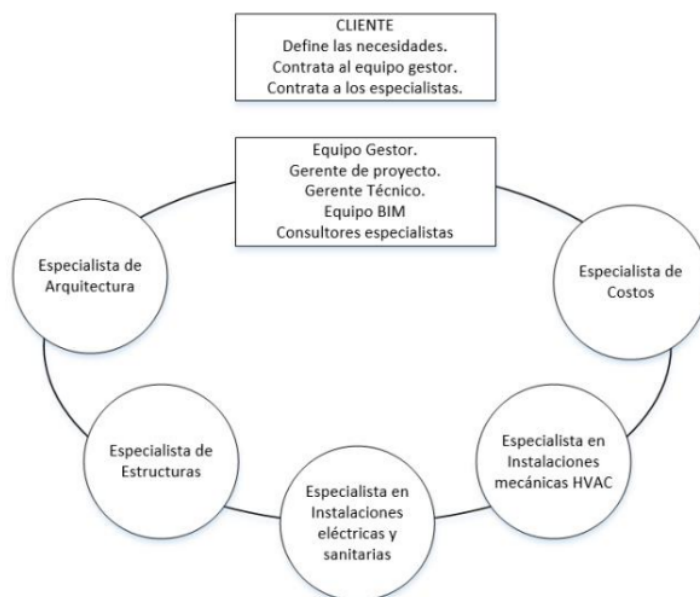 CLIENTE
Define las necesidades.
Contrata al equipo gestor.
Contrata a los especialistas.
Equipo Gestor.
Gerente de proyecto.
Gerente Técnico.
Equipo BIM
Consultores especialistas
Especialista de
Arquitectura
Especialista de
Costos
Especialista de
Estructuras
Especialista en
Instalaciones
mecánicas HVAC
Especialista en
Instalaciones
eléctricas y
sanitarias